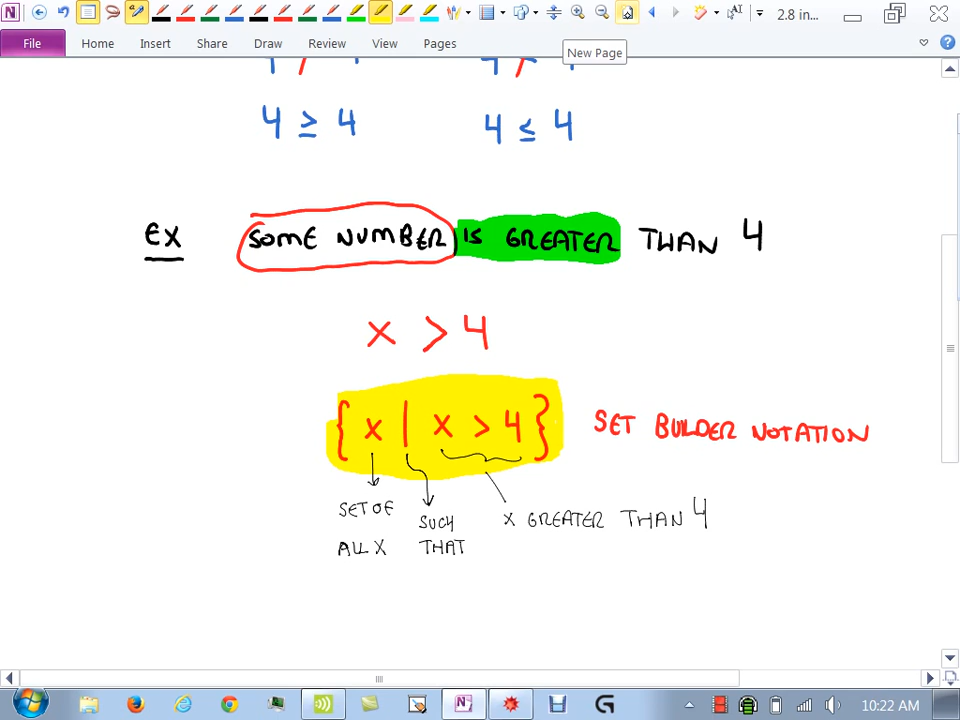 2.8 in...
File Home Insert Share Draw Review View Pages
New Page
4 ≥ 4 4 ≤ 4
ex SOME NUMBER IS GREATER THAN 4
x > 4
{ x | x > 4 } SET BUILDER NOTATION
SET OF
ALL X
SUCH
THAT
X GREATER THAN 4
10:22 AM